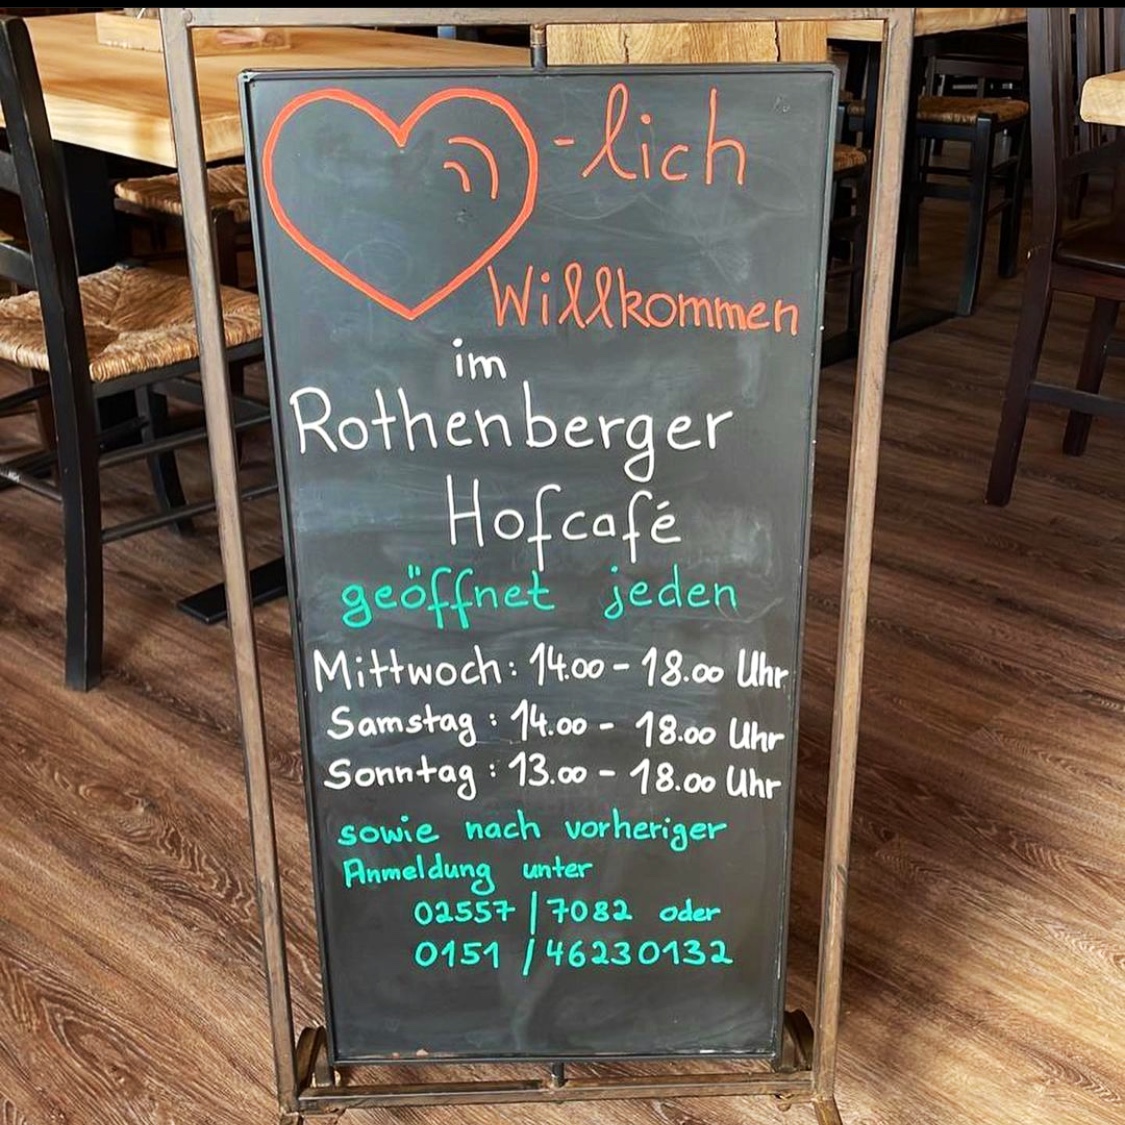 -lich
Willkommen
im
Rothenberger
Hofcafé
geöffnet jeden
Mittwoch: 14.00 - 18.00 Uhr
Samstag: 14.00 - 18.00 Uhr
Sonntag: 13.00 - 18.00 Uhr
sowie nach vorheriger
Anmeldung unter
02557 / 7082 oder
0151 / 46230132